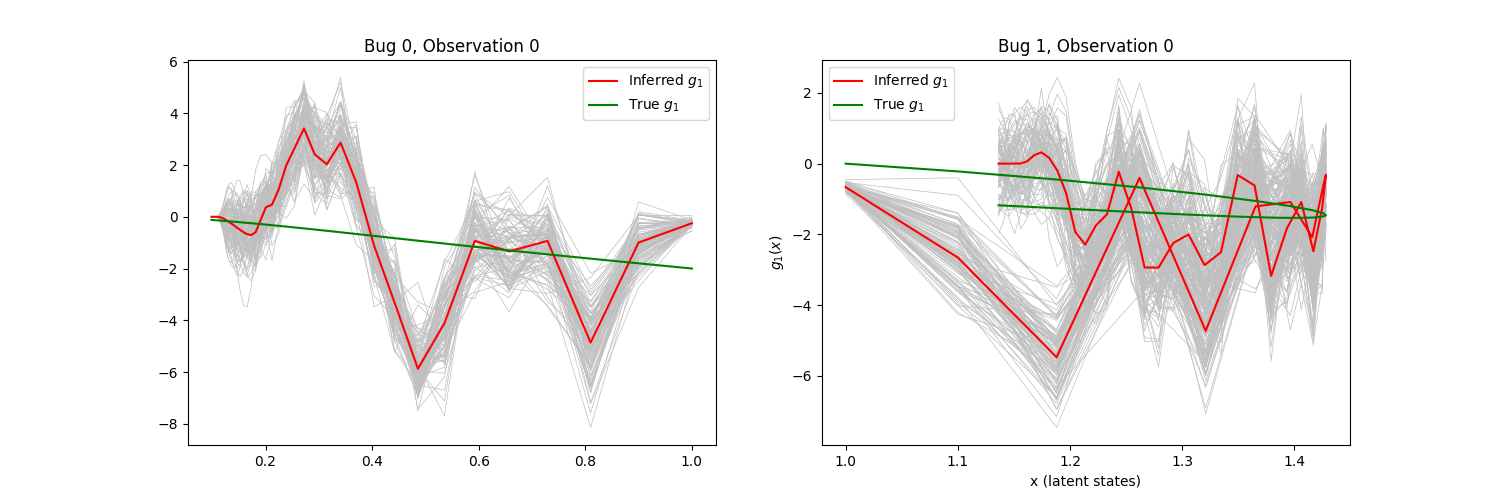 Bug 0, Observation 0
Inferred g₁
True g₁
6
4
2
0
−2
−4
−6
−8
0.2
0.4
0.6
0.8
1.0
Bug 1, Observation 0
Inferred g₁
True g₁
g₁(x)
2
0
−2
−4
−6
1.0
1.1
1.2
1.3
1.4
x (latent states)